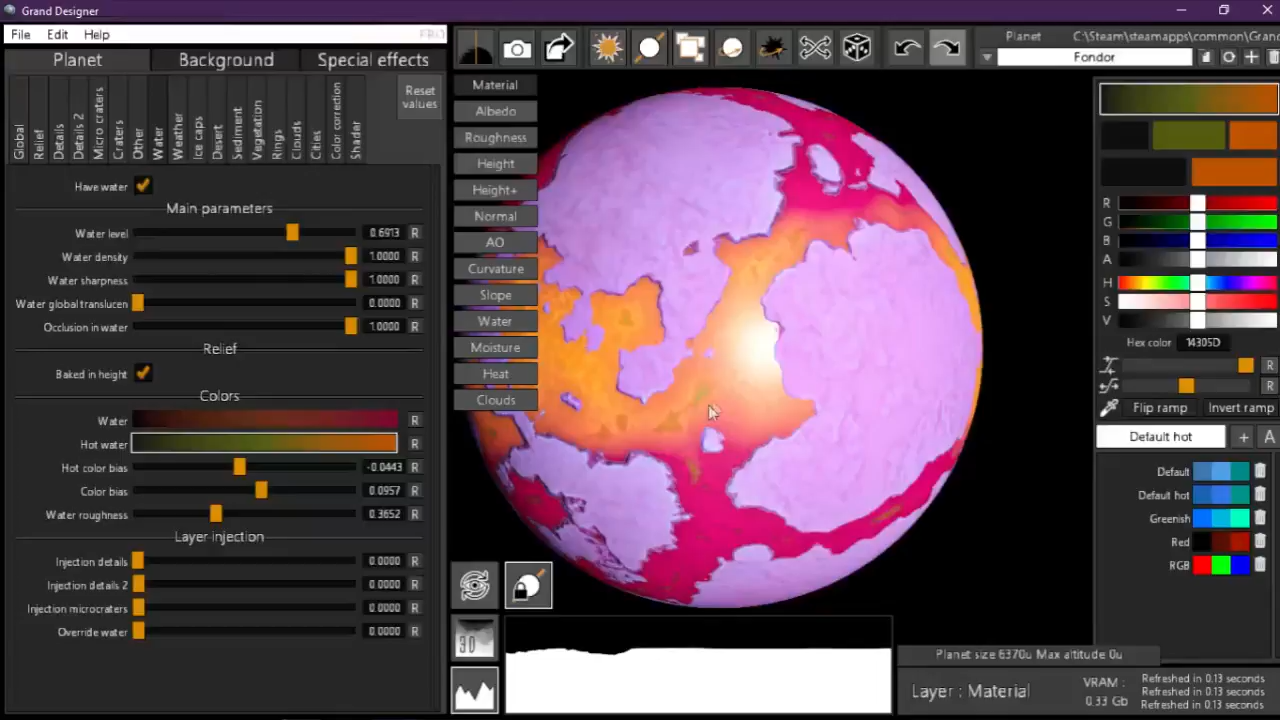 Grand Designer
File Edit Help PRO
Planet Background Special effects
Global
Relief
Details
Details 2
Micro craters
Craters
Other
Water
Weather
Ice caps
Desert
Sediment
Vegetation
Rings
Clouds
Cities
Color correction
Shader
Reset
values
Have water
Main parameters
Water level 0.6913 R
Water density 1.0000 R
Water sharpness 1.0000 R
Water global translucen 0.0000 R
Occlusion in water 1.0000 R
Relief
Baked in height R
Colors
Water R
Hot water R
Hot color bias -0.0443 R
Color bias 0.0957 R
Water roughness 0.3652 R
Layer Injection
Injection details 0.0000 R
Injection details 2 0.0000 R
Injection microcraters 0.0000 R
Override water 0.0000 R
Material
Albedo
Roughness
Height
Height+
Normal
AO
Curvature
Slope
Water
Moisture
Heat
Clouds
3D
Planet C:\Steam\steamapps\common\Gran
Fondor
R
G
B
A
H
S
V
Hex color 14305D
R
R
Flip ramp Invert ramp
Default hot + A
Default
Default hot
Greenish
Red
RGB
Planet size 6370u Max altitude 0u
Layer : Material
VRAM :
0.33 Gb
Refreshed in 0.13 seconds
Refreshed in 0.13 seconds
Refreshed in 0.13 seconds